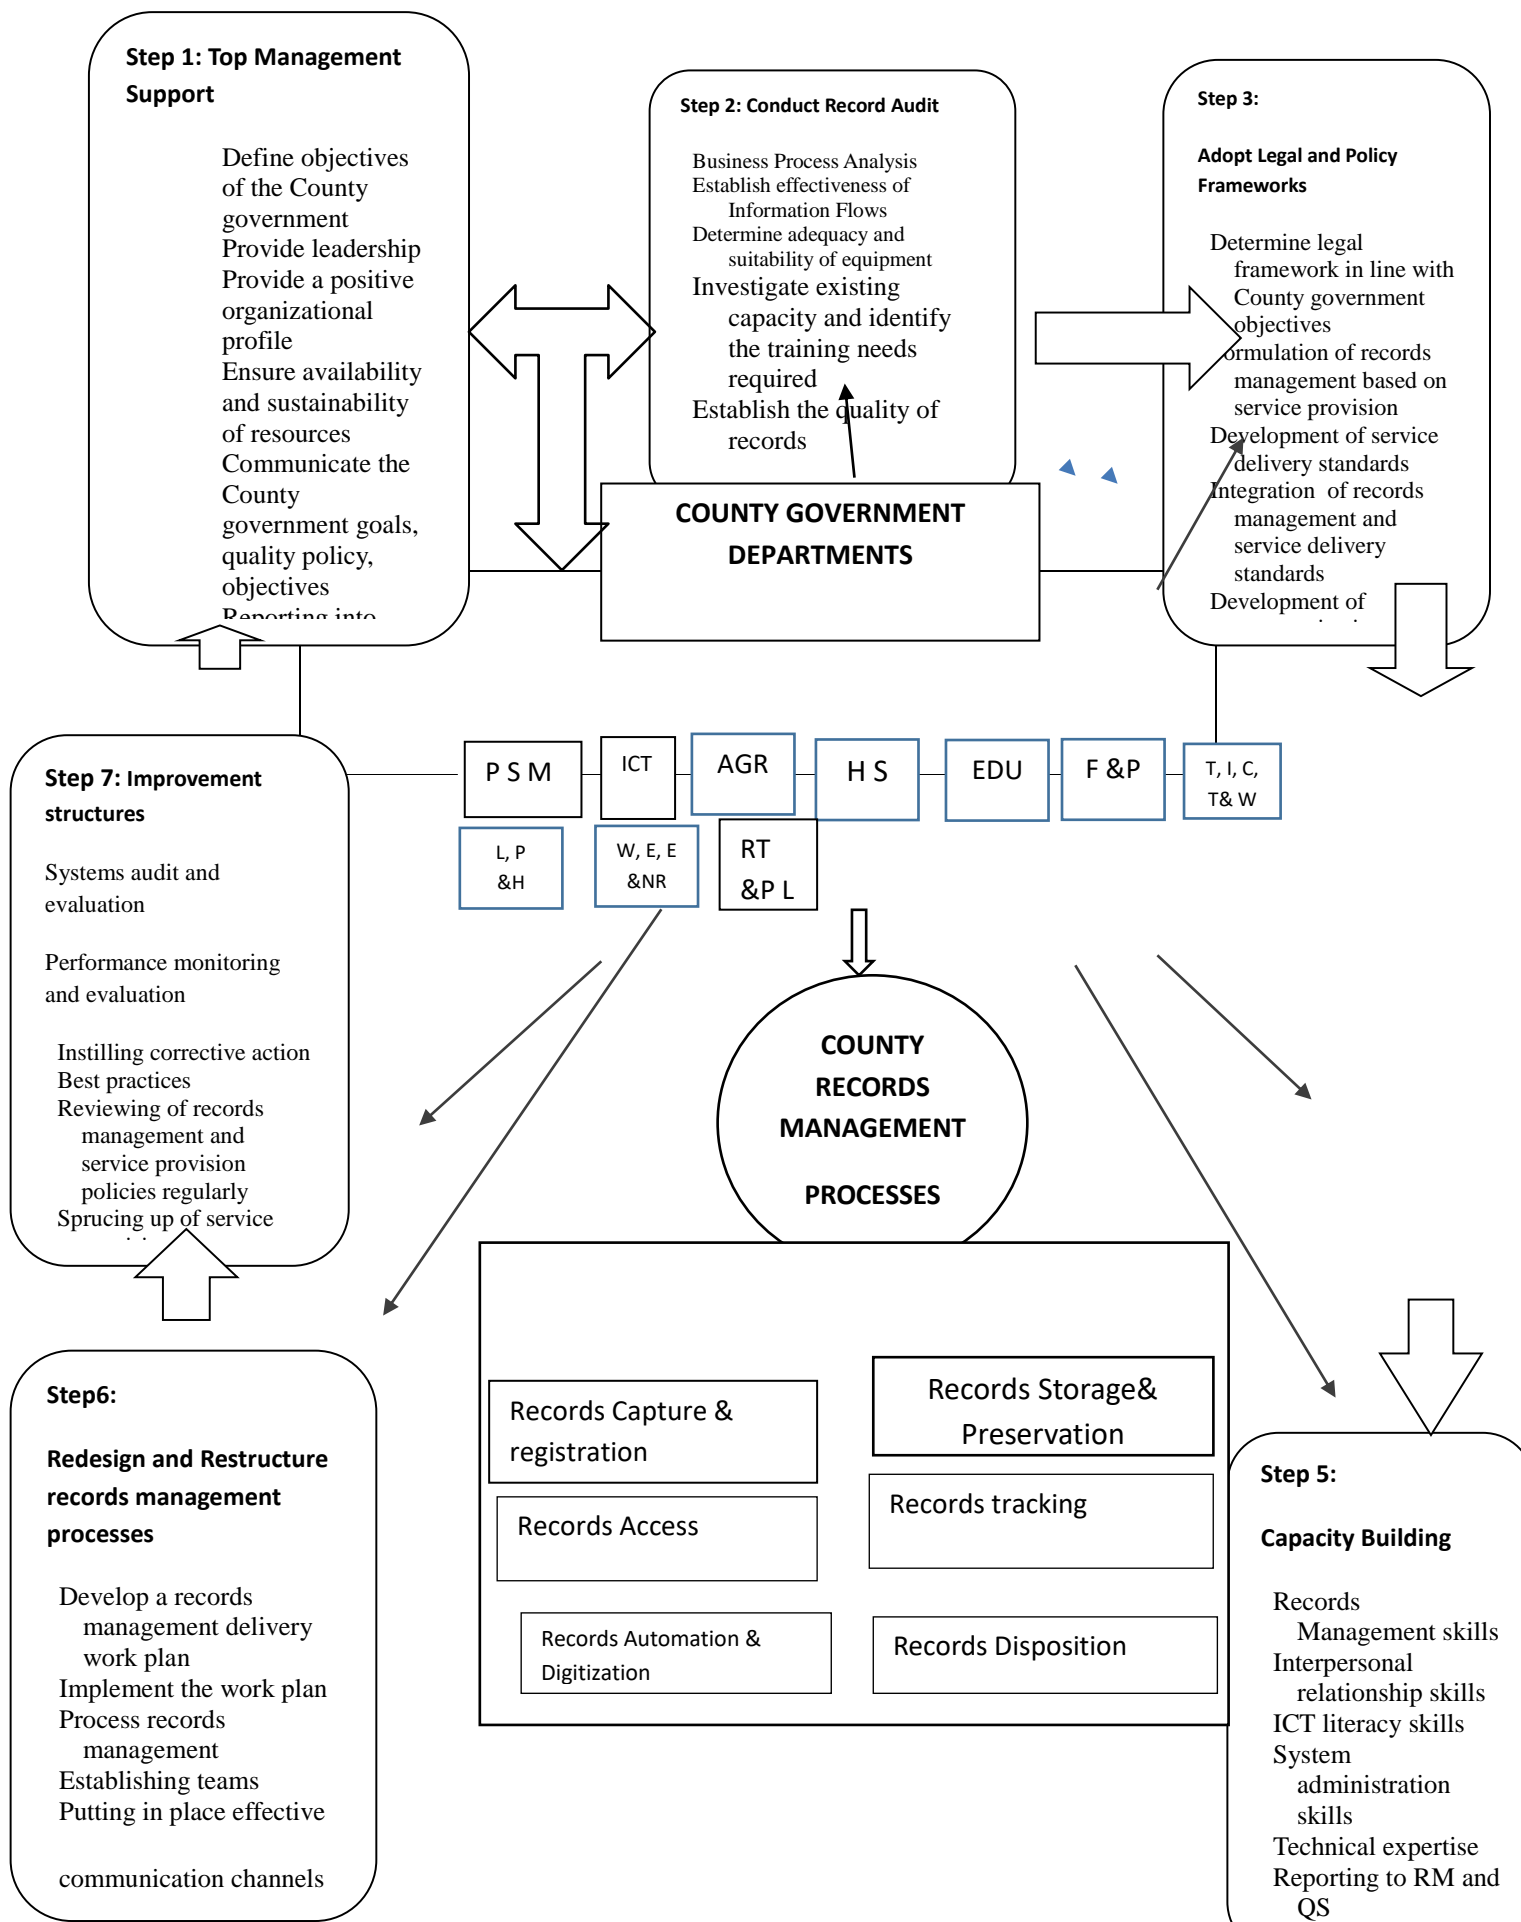 Step 1: Top Management
Support
Define objectives
of the County
government
Provide leadership
Provide a positive
organizational
profile
Ensure availability
and sustainability
of resources
Communicate the
County
government goals,
quality policy,
objectives
Reporting into
Step 2: Conduct Record Audit
Business Process Analysis
Establish effectiveness of
Information Flows
Determine adequacy and
suitability of equipment
Investigate existing
capacity and identify
the training needs
required
Establish the quality of
records
Step 3:
Adopt Legal and Policy
Frameworks
Determine legal
framework in line with
County government
objectives
ormulation of records
management based on
service provision
Development of service
delivery standards
Integration of records
management and
service delivery
standards
Development of
COUNTY GOVERNMENT
DEPARTMENTS
P S M
ICT
AGR
H S
EDU
F &P
T, I, C,
T& W
L, P
&H
W, E, E
&NR
RT
&P L
Step 7: Improvement
structures
Systems audit and
evaluation
Performance monitoring
and evaluation
Instilling corrective action
Best practices
Reviewing of records
management and
service provision
policies regularly
Sprucing up of service
COUNTY
RECORDS
MANAGEMENT
PROCESSES
Records Capture &
registration
Records Storage&
Preservation
Records Access
Records tracking
Records Automation &
Digitization
Records Disposition
Step6:
Redesign and Restructure
records management
processes
Develop a records
management delivery
work plan
Implement the work plan
Process records
management
Establishing teams
Putting in place effective
communication channels
Step 5:
Capacity Building
Records
Management skills
Interpersonal
relationship skills
ICT literacy skills
System
administration
skills
Technical expertise
Reporting to RM and
QS